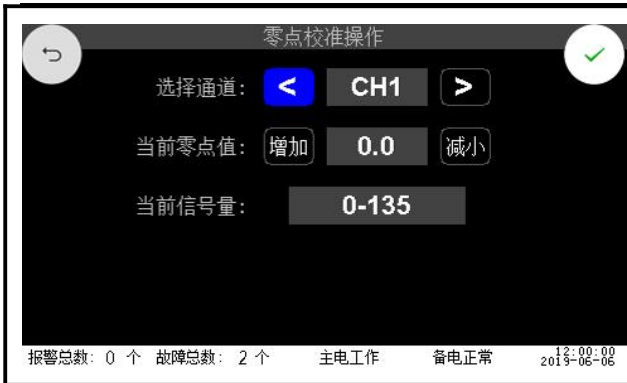 零点校准操作
选择通道: < CH1 >
当前零点值: 增加 0.0 减小
当前信号量: 0-135
报警总数: 0 个 故障总数: 2 个 主电工作 备电正常 12:00:00
2019-06-06